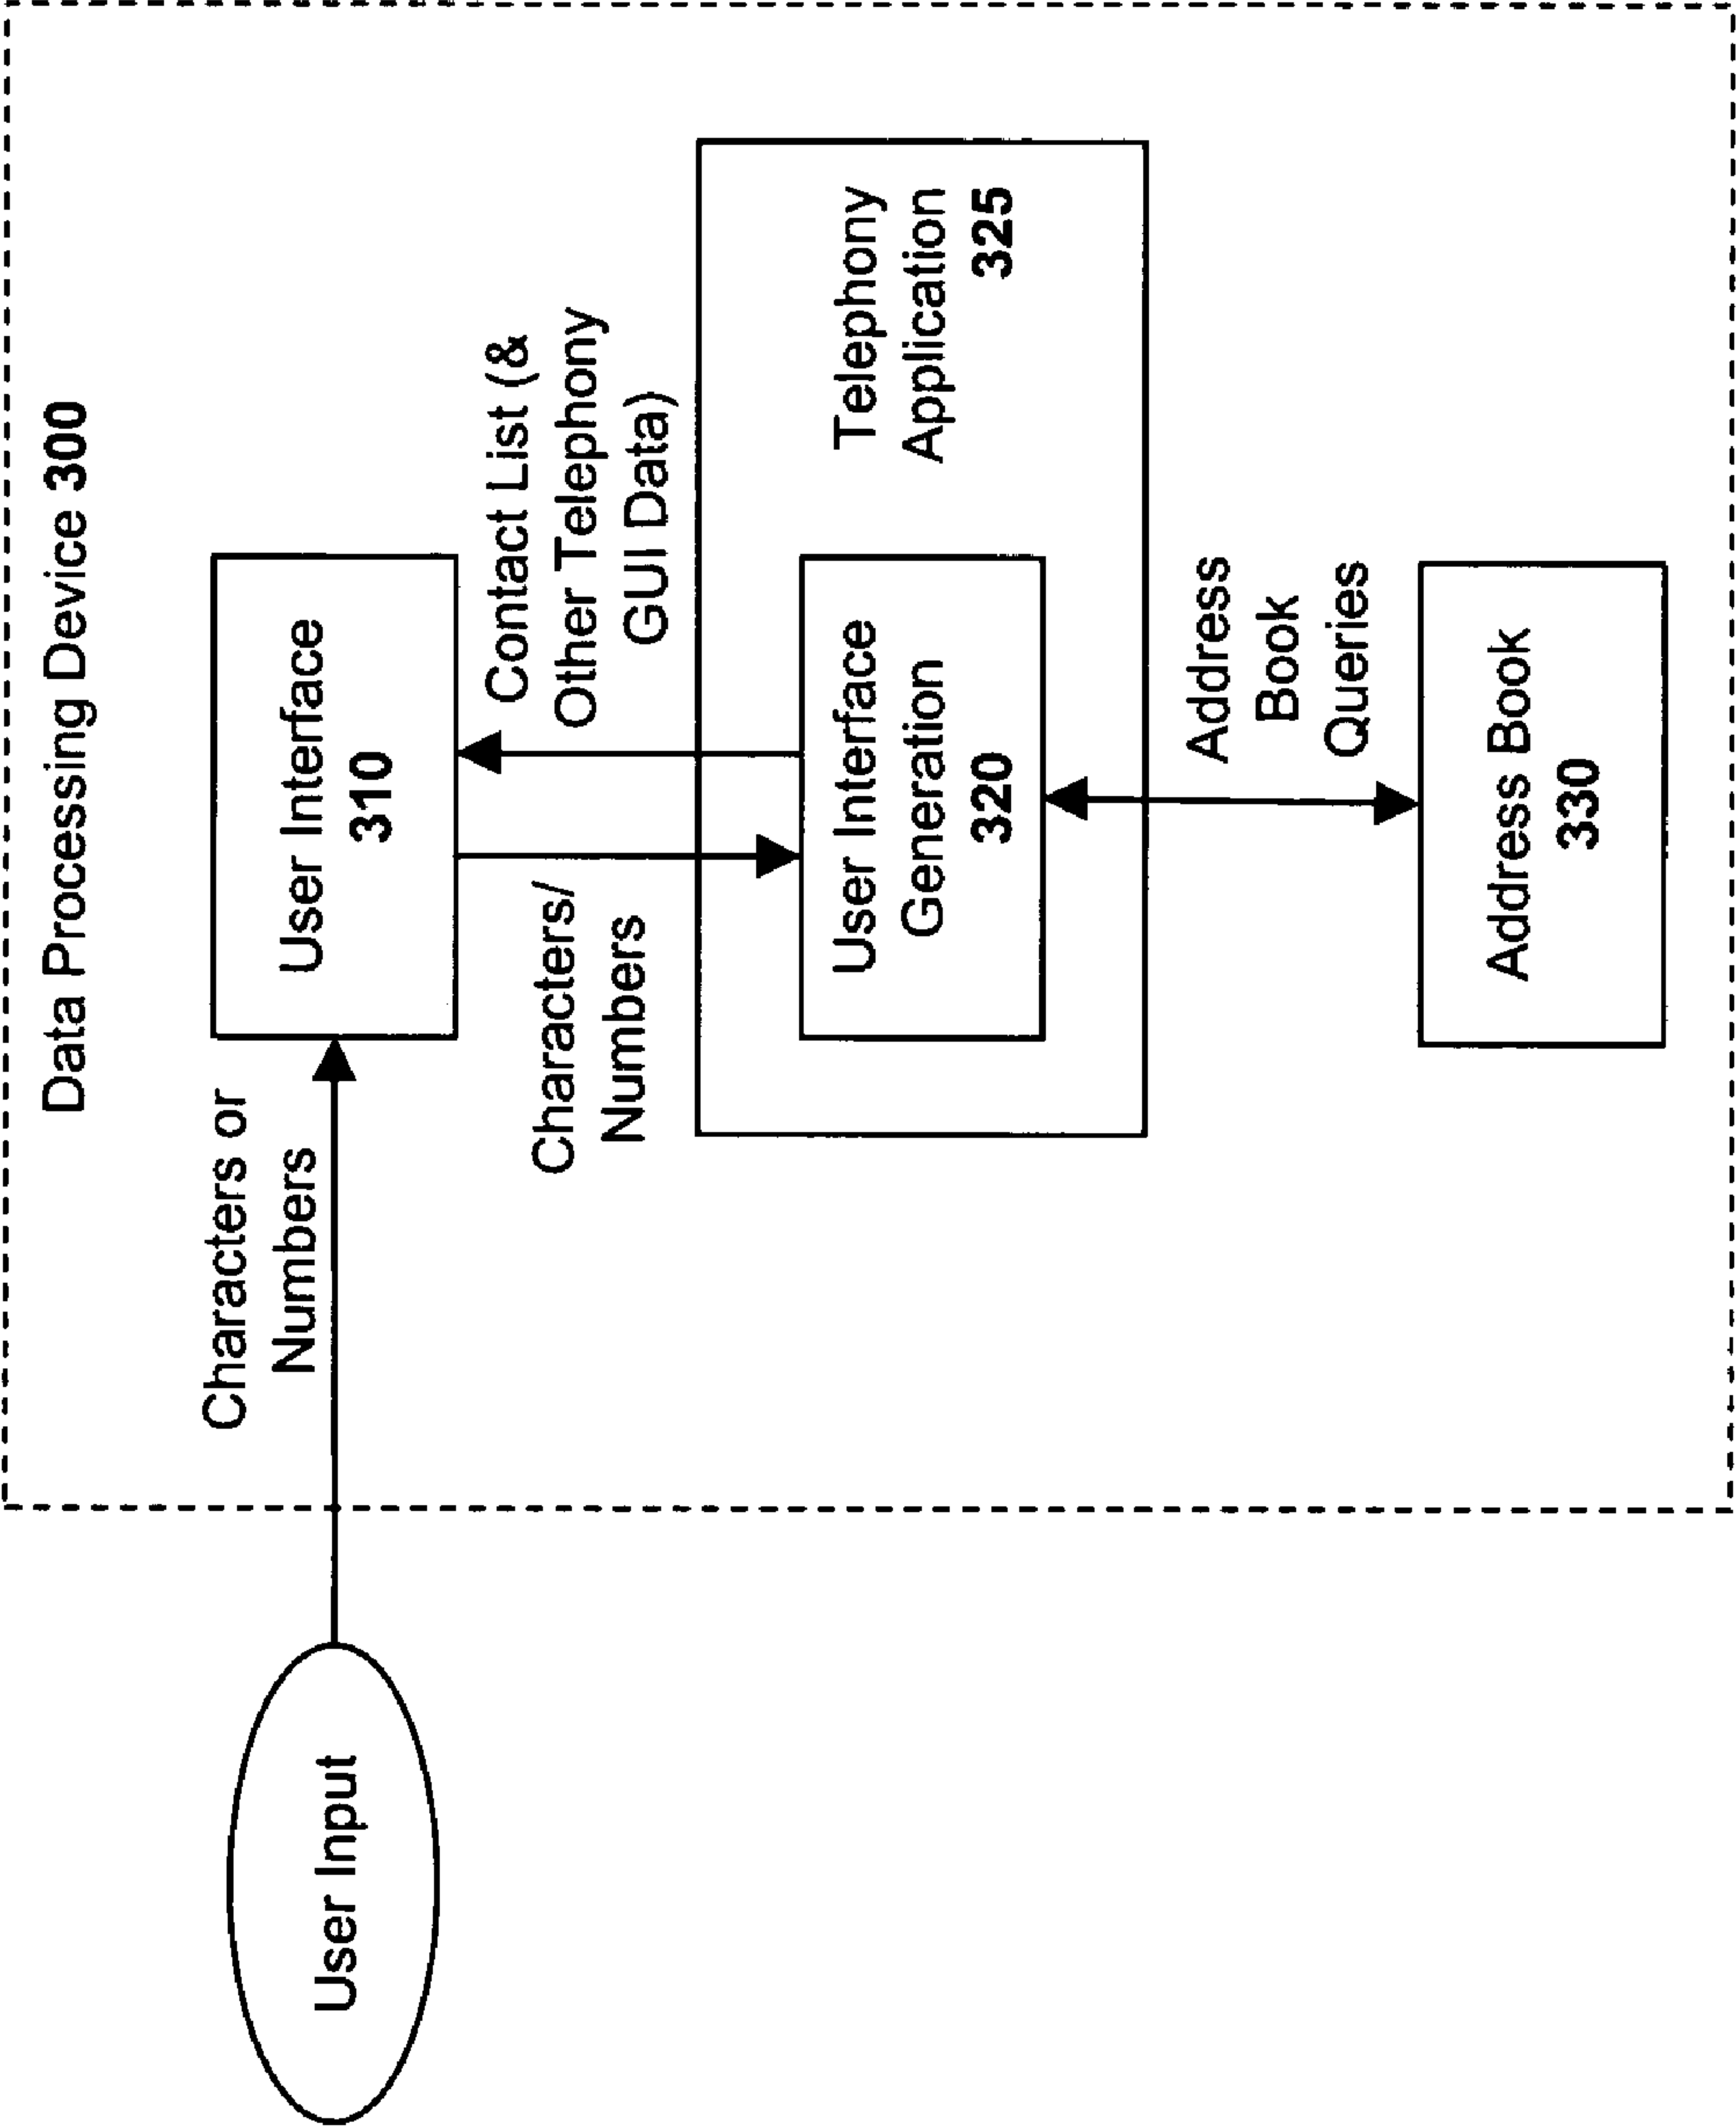 Data Processing Device 300
User Input
Characters or
Numbers
User Interface
310
Characters/
Numbers
Contact List (&
Other Telephony
GUI Data)
User Interface
Generation
320
Telephony
Application
325
Address
Book
Queries
Address Book
330